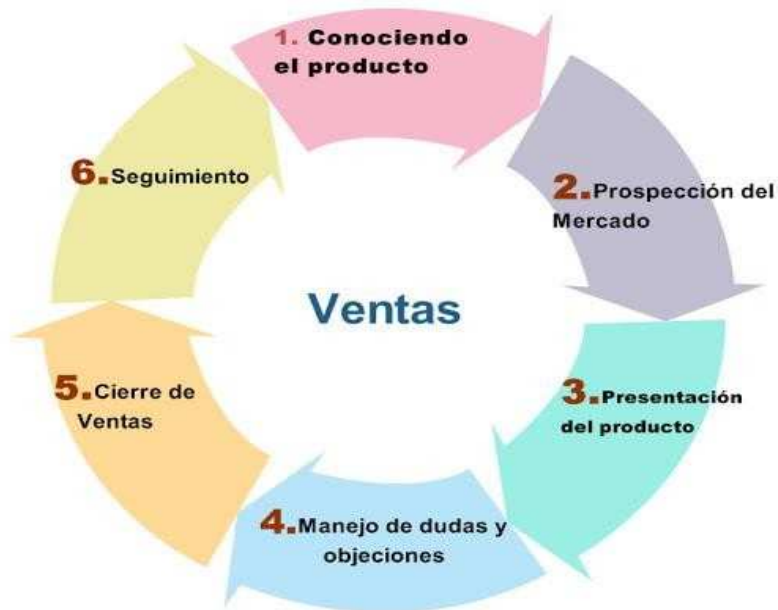 1. Conociendo
el producto
2.Prospección del
Mercado
3.Presentación
del producto
4.Manejo de dudas y
objeciones
5.Cierre de
Ventas
6.Seguimiento
Ventas